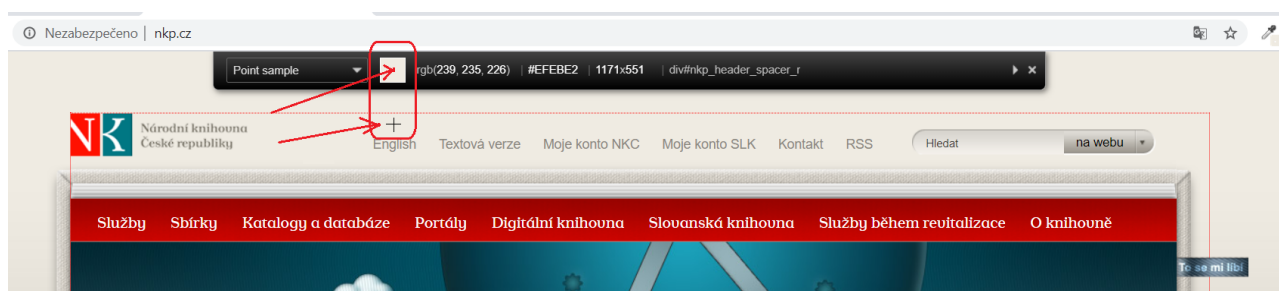 Nezabezpečeno | nkp.cz
Point sample rgb(239, 235, 226) | #EFEBE2 | 1171x551 | div#nkp_header_spacer_r
Národní knihovna
České republiky
English Textová verze Moje konto NKC Moje konto SLK Kontakt RSS Hledat na webu
Služby Sbírky Katalogy a databáze Portály Digitální knihovna Slovanská knihovna Služby během revitalizace O knihovně
To se mi líbí